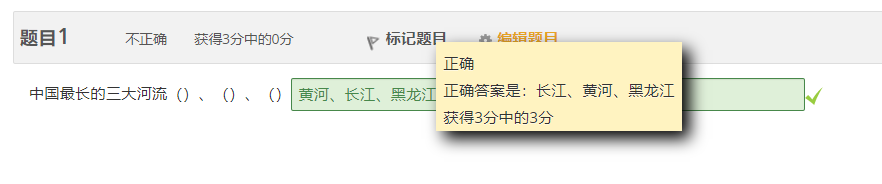 题目1 不正确 获得3分中的0分 标记题目 编辑题目
正确
正确答案是：长江、黄河、黑龙江
获得3分中的3分
中国最长的三大河流（）、（）、（） 黄河、长江、黑龙江